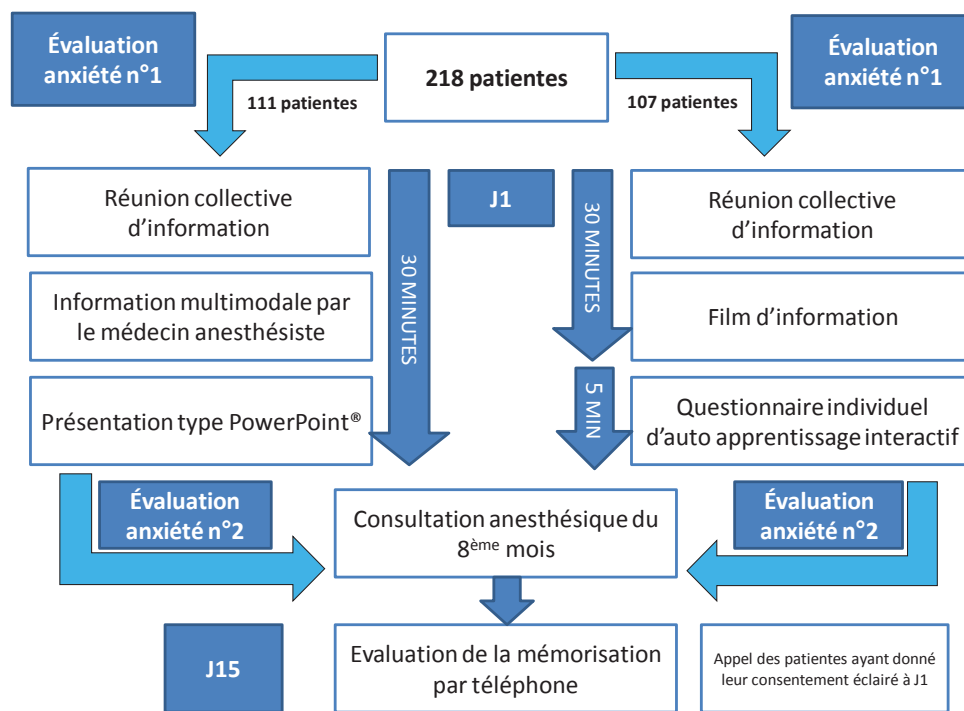 Évaluation
anxiété n°1
218 patientes
Évaluation
anxiété n°1
111 patientes
107 patientes
Réunion collective
d’information
J1
Réunion collective
d’information
30 MINUTES
30 MINUTES
Information multimodale par
le médecin anesthésiste
Film d’information
5 MIN
Présentation type PowerPoint®
Questionnaire individuel
d’auto apprentissage interactif
Évaluation
anxiété n°2
Consultation anesthésique du
8ème mois
Évaluation
anxiété n°2
J15
Evaluation de la mémorisation
par téléphone
Appel des patientes ayant donné
leur consentement éclairé à J1